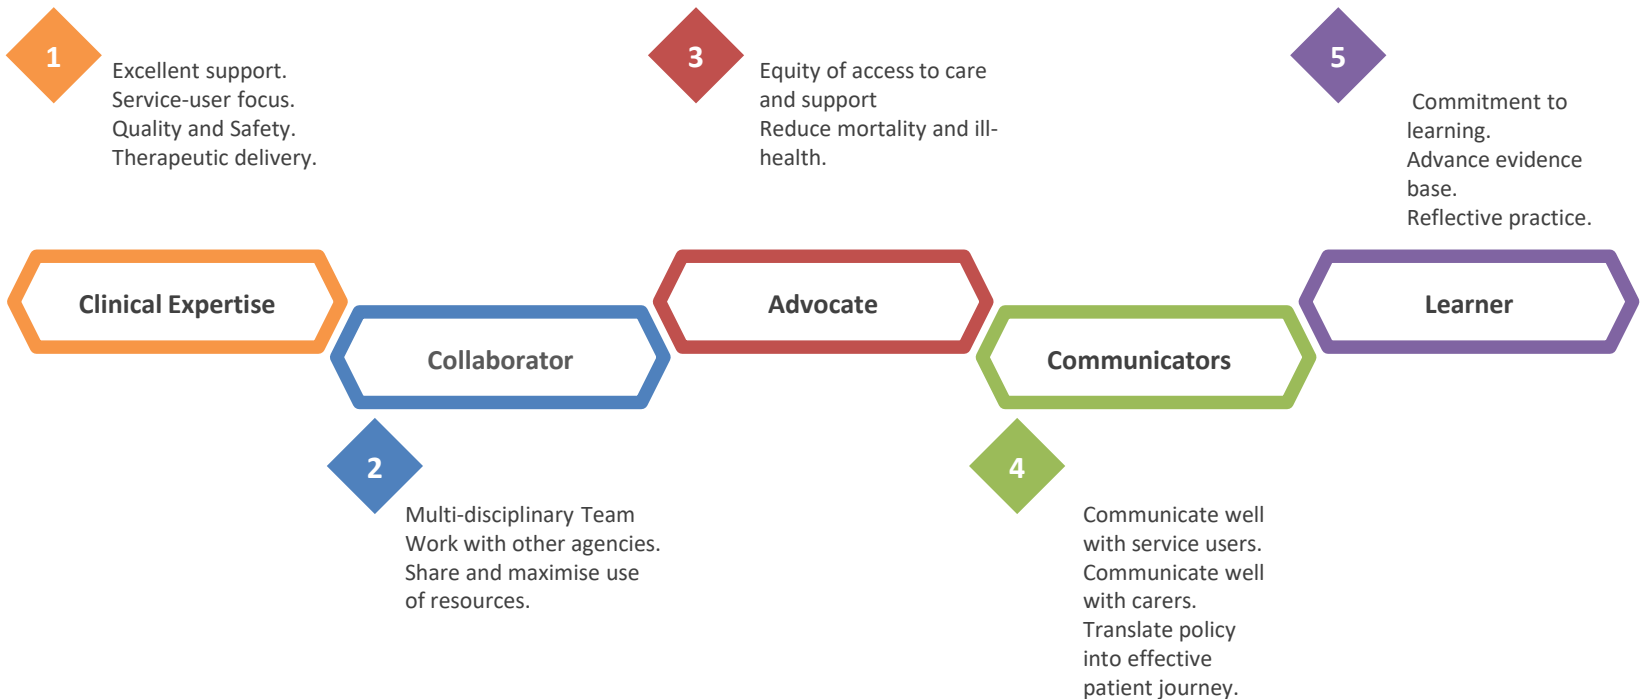 1
Excellent support.
Service-user focus.
Quality and Safety.
Therapeutic delivery.
Clinical Expertise
2
Collaborator
Multi-disciplinary Team
Work with other agencies.
Share and maximise use
of resources.
3
Equity of access to care
and support
Reduce mortality and ill-
health.
Advocate
4
Communicators
Communicate well
with service users.
Communicate well
with carers.
Translate policy
into effective
patient journey.
5
Commitment to
learning.
Advance evidence
base.
Reflective practice.
Learner